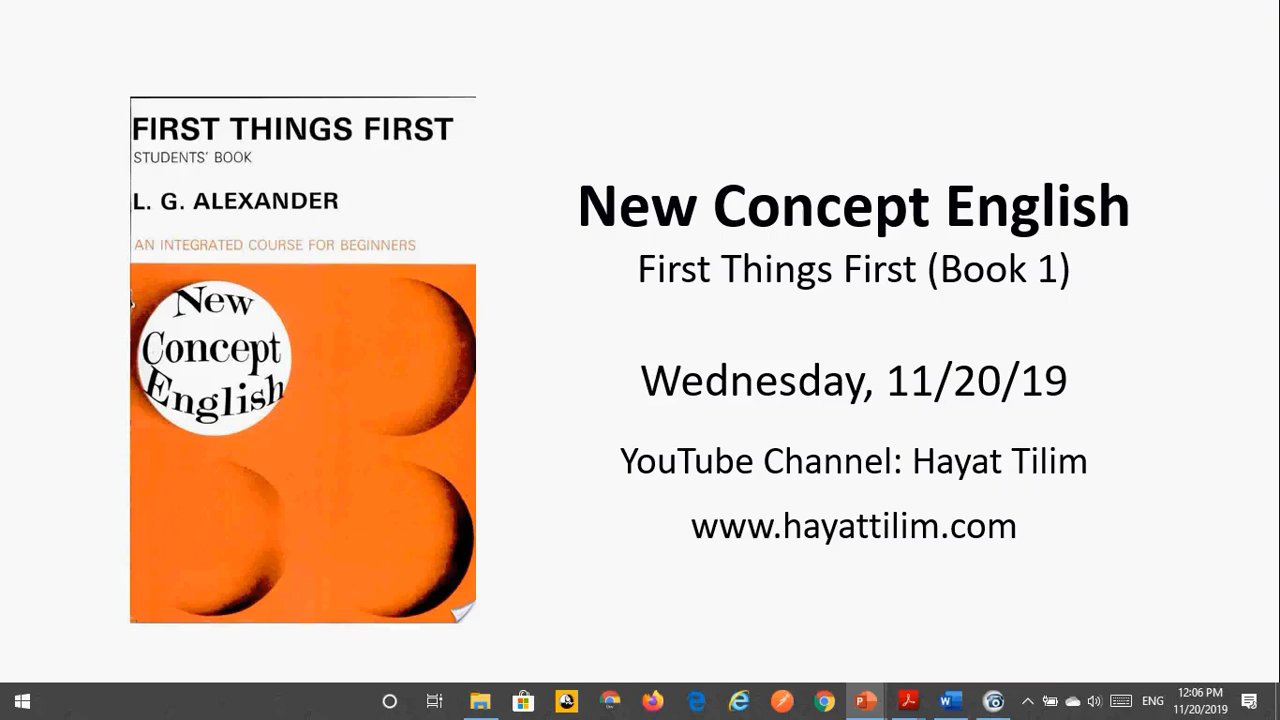 FIRST THINGS FIRST
STUDENTS' BOOK
L. G. ALEXANDER
AN INTEGRATED COURSE FOR BEGINNERS
New
Concept
English
New Concept English
First Things First (Book 1)
Wednesday, 11/20/19
YouTube Channel: Hayat Tilim
www.hayattilim.com
ENG
12:06 PM
11/20/2019